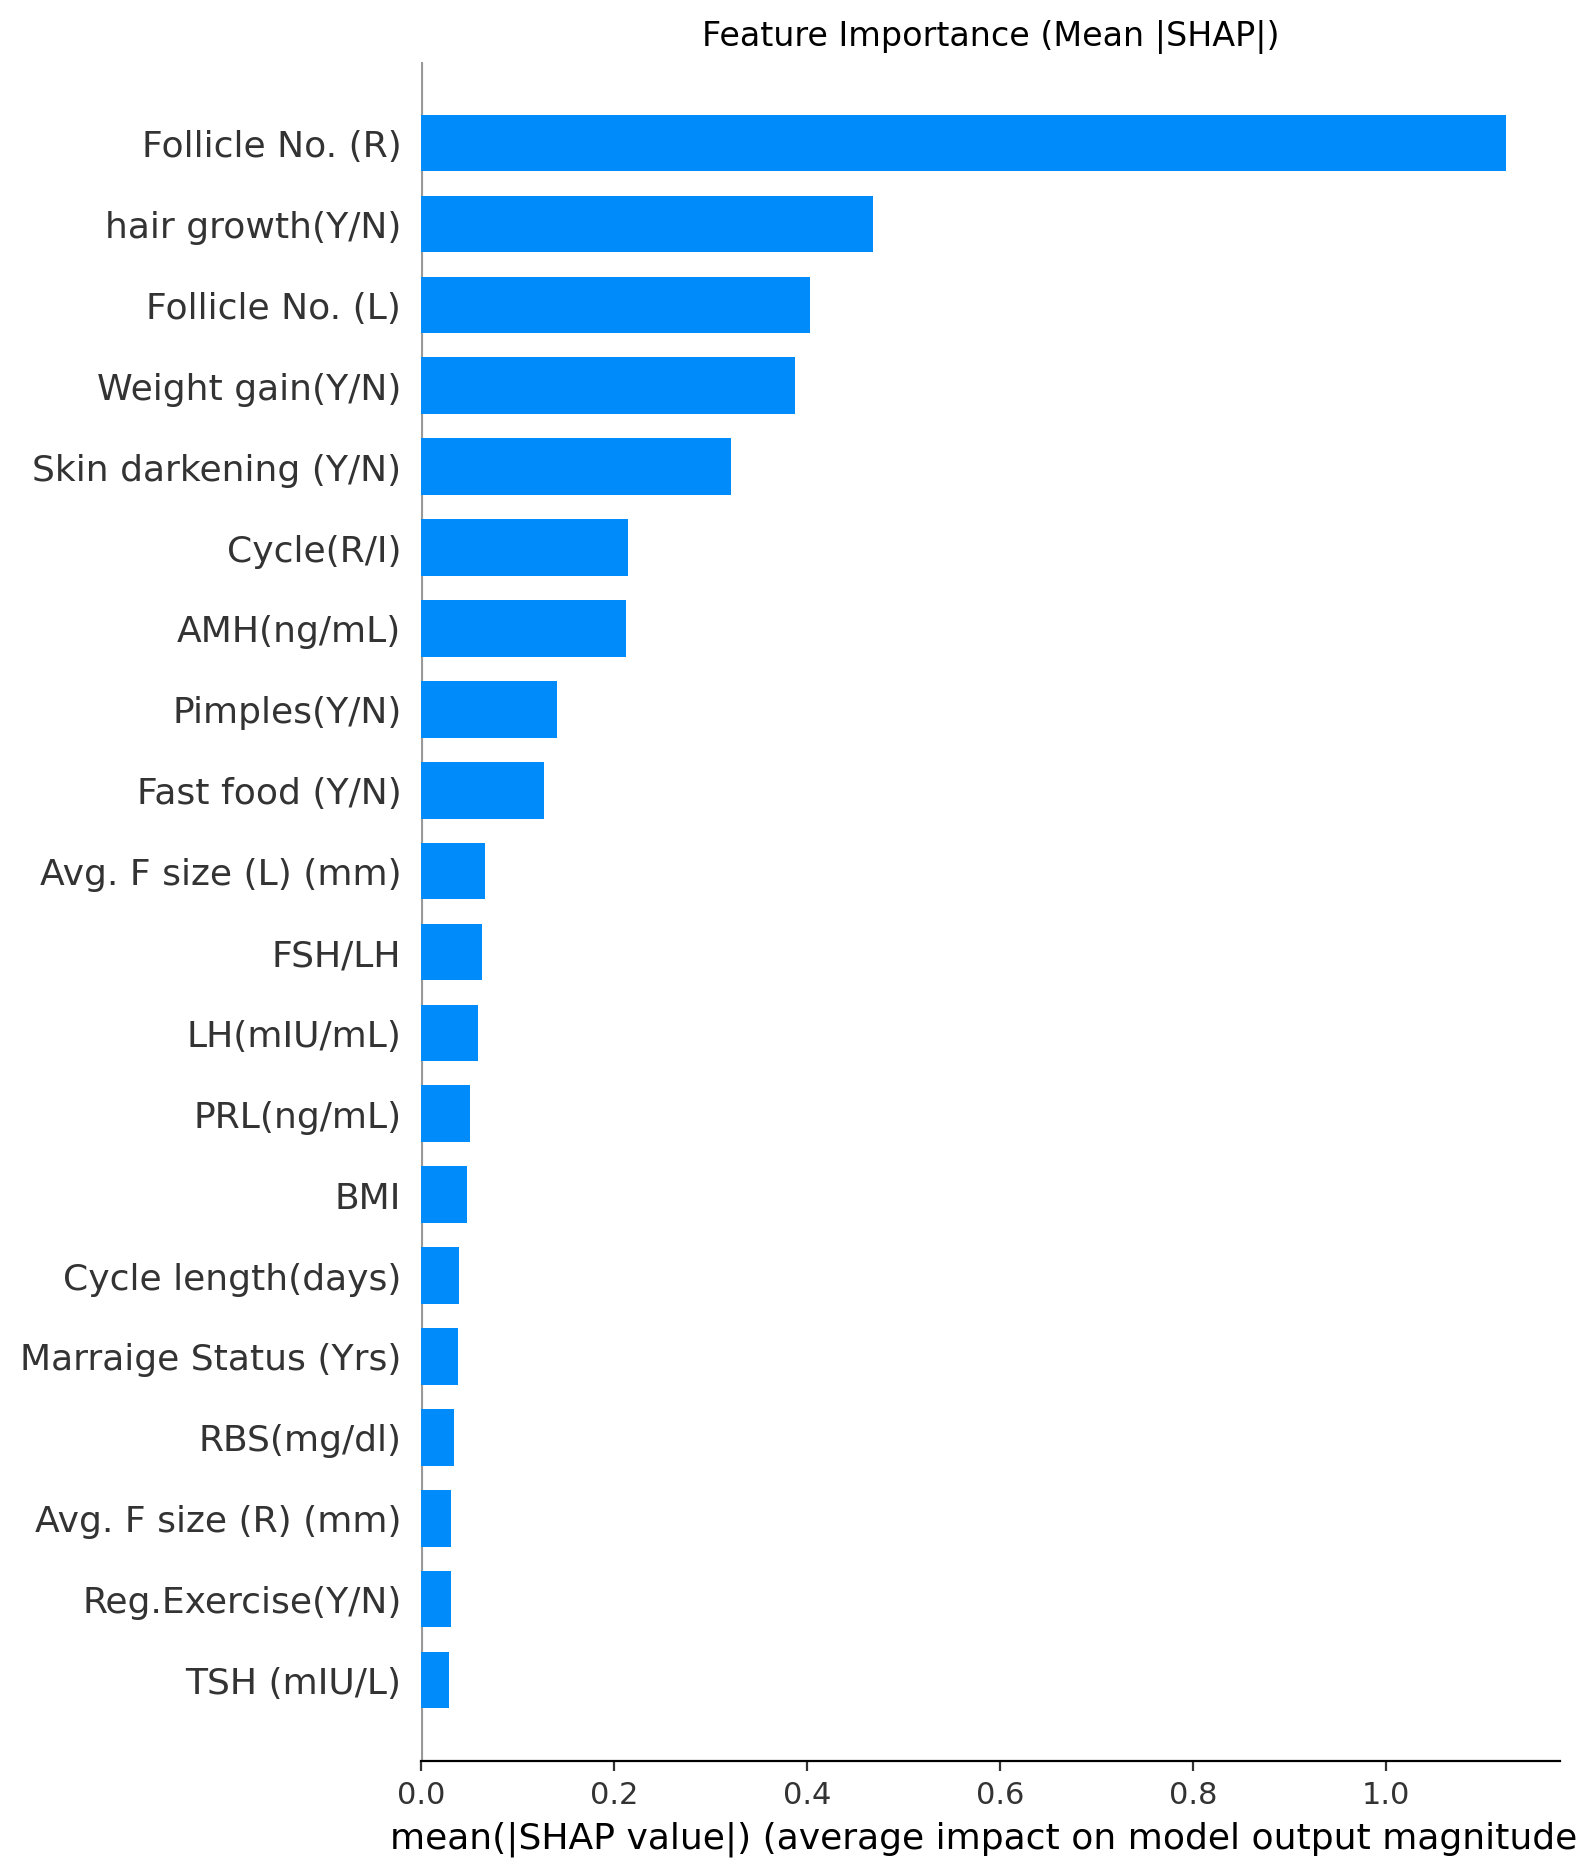 Feature Importance (Mean |SHAP|)
Follicle No. (R)
hair growth(Y/N)
Follicle No. (L)
Weight gain(Y/N)
Skin darkening (Y/N)
Cycle(R/I)
AMH(ng/mL)
Pimples(Y/N)
Fast food (Y/N)
Avg. F size (L) (mm)
FSH/LH
LH(mIU/mL)
PRL(ng/mL)
BMI
Cycle length(days)
Marraige Status (Yrs)
RBS(mg/dl)
Avg. F size (R) (mm)
Reg.Exercise(Y/N)
TSH (mIU/L)
0.0 0.2 0.4 0.6 0.8 1.0
mean(|SHAP value|) (average impact on model output magnitude